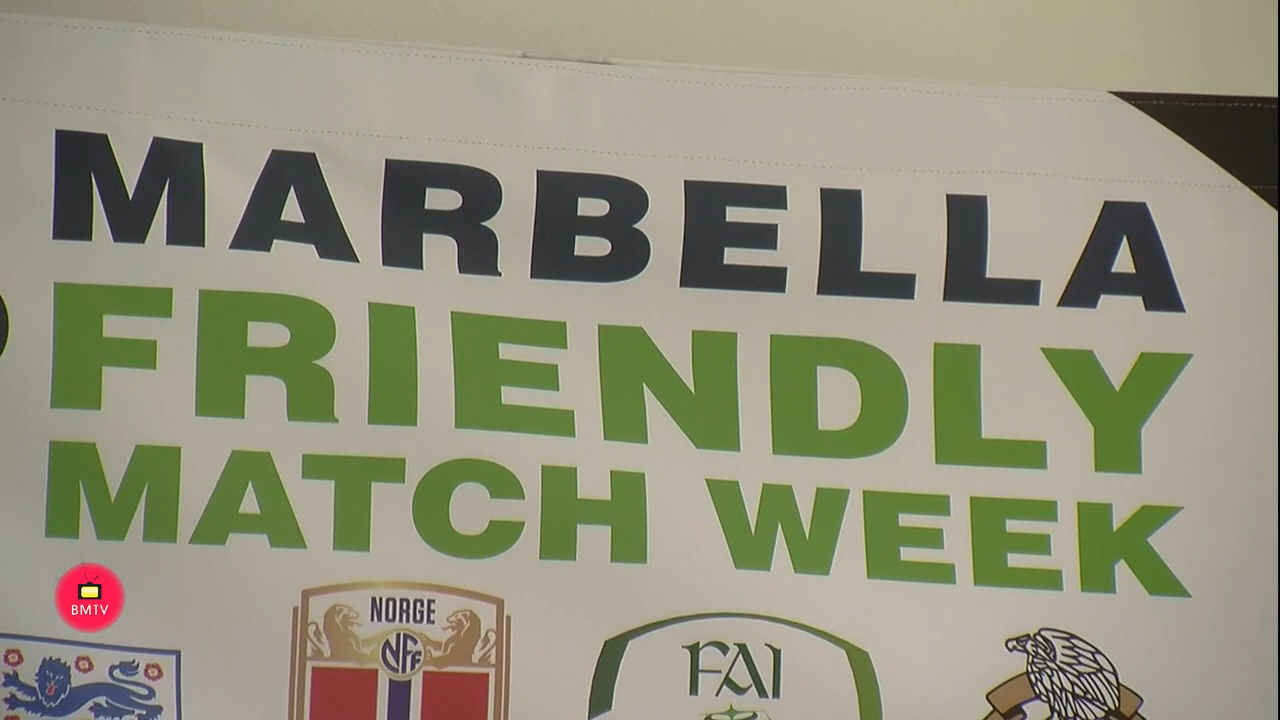 MARBELLA
FRIENDLY
MATCH WEEK
BMTV
NORGE
NFF
FAI